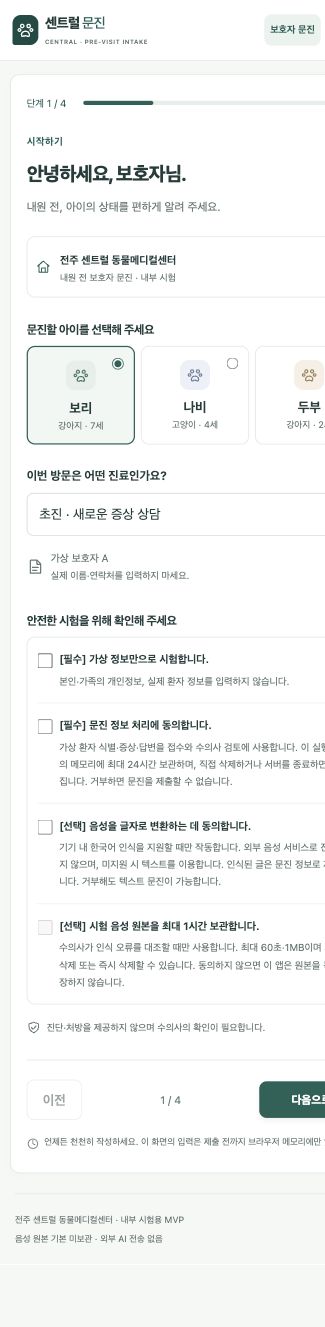 센트럴 문진
CENTRAL · PRE-VISIT INTAKE
보호자 문진
단계 1 / 4
시작하기
안녕하세요, 보호자님.
내원 전, 아이의 상태를 편하게 알려 주세요.
전주 센트럴 동물메디컬센터
내원 전 보호자 문진 · 내부 시험
문진할 아이를 선택해 주세요
보리
강아지 · 7세
나비
고양이 · 4세
두부
강아지 · 2
이번 방문은 어떤 진료인가요?
초진 · 새로운 증상 상담
가상 보호자 A
실제 이름·연락처를 입력하지 마세요.
안전한 시험을 위해 확인해 주세요
[필수] 가상 정보만으로 시험합니다.
본인·가족의 개인정보, 실제 환자 정보를 입력하지 않습니다.
[필수] 문진 정보 처리에 동의합니다.
가상 환자 식별·증상·답변을 접수와 수의사 검토에 사용합니다. 이 실행
의 메모리에 최대 24시간 보관하며, 직접 삭제하거나 서버를 종료하면
집니다. 거부하면 문진을 제출할 수 없습니다.
[선택] 음성을 글자로 변환하는 데 동의합니다.
기기 내 한국어 인식을 지원할 때만 작동합니다. 외부 음성 서비스로 전
지 않으며, 미지원 시 텍스트를 이용합니다. 인식된 글은 문진 정보로
니다. 거부해도 텍스트 문진이 가능합니다.
[선택] 시험 음성 원본을 최대 1시간 보관합니다.
수의사가 인식 오류를 대조할 때만 사용합니다. 최대 60초·1MB이며
삭제 또는 즉시 삭제할 수 있습니다. 동의하지 않으면 이 앱은 원본을
장하지 않습니다.
진단·처방을 제공하지 않으며 수의사의 확인이 필요합니다.
이전
1 / 4
다음으로
언제든 천천히 작성하세요. 이 화면의 입력은 제출 전까지 브라우저 메모리에만
전주 센트럴 동물메디컬센터 · 내부 시험용 MVP
음성 원본 기본 미보관 · 외부 AI 전송 없음